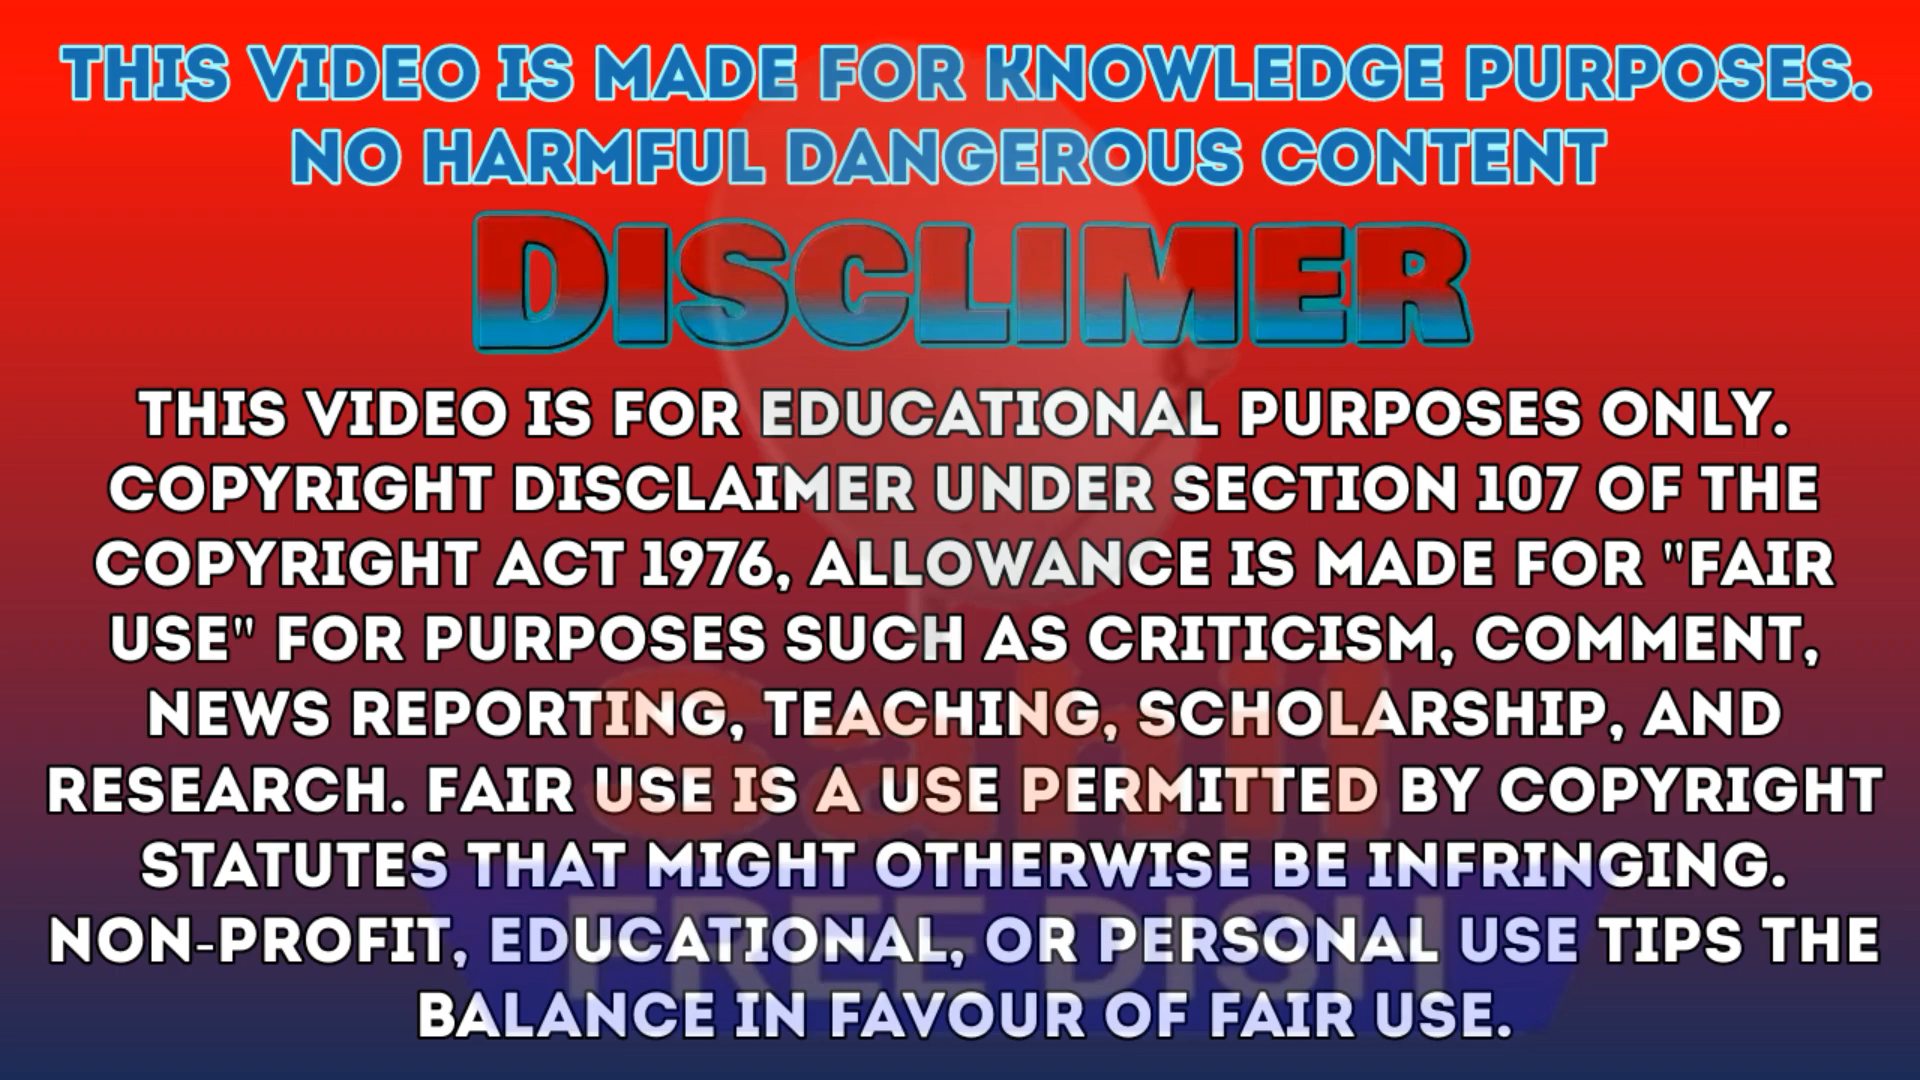 THIS VIDEO IS MADE FOR KNOWLEDGE PURPOSES.
NO HARMFUL DANGEROUS CONTENT
DISCLIMER
THIS VIDEO IS FOR EDUCATIONAL PURPOSES ONLY.
COPYRIGHT DISCLAIMER UNDER SECTION 107 OF THE
COPYRIGHT ACT 1976, ALLOWANCE IS MADE FOR "FAIR
USE" FOR PURPOSES SUCH AS CRITICISM, COMMENT,
NEWS REPORTING, TEACHING, SCHOLARSHIP, AND
RESEARCH. FAIR USE IS A USE PERMITTED BY COPYRIGHT
STATUTES THAT MIGHT OTHERWISE BE INFRINGING.
NON-PROFIT, EDUCATIONAL, OR PERSONAL USE TIPS THE
BALANCE IN FAVOUR OF FAIR USE.
FREE DISH